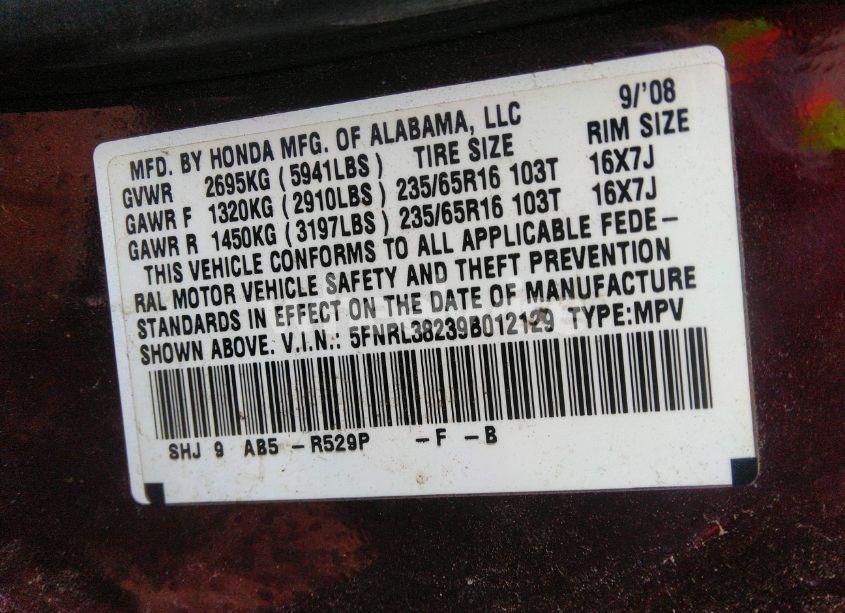 MFD. BY HONDA MFG. OF ALABAMA, LLC 9/'08
GVWR 2695KG (5941LBS) TIRE SIZE RIM SIZE
GAWR F 1320KG (2910LBS) 235/65R16 103T 16X7J
GAWR R 1450KG (3197LBS) 235/65R16 103T 16X7J
THIS VEHICLE CONFORMS TO ALL APPLICABLE FEDE-
RAL MOTOR VEHICLE SAFETY AND THEFT PREVENTION
STANDARDS IN EFFECT ON THE DATE OF MANUFACTURE
SHOWN ABOVE. V.I.N.: 5FNRL38239B012129 TYPE:MPV
SHJ 9 AB5 -R529P -F -B